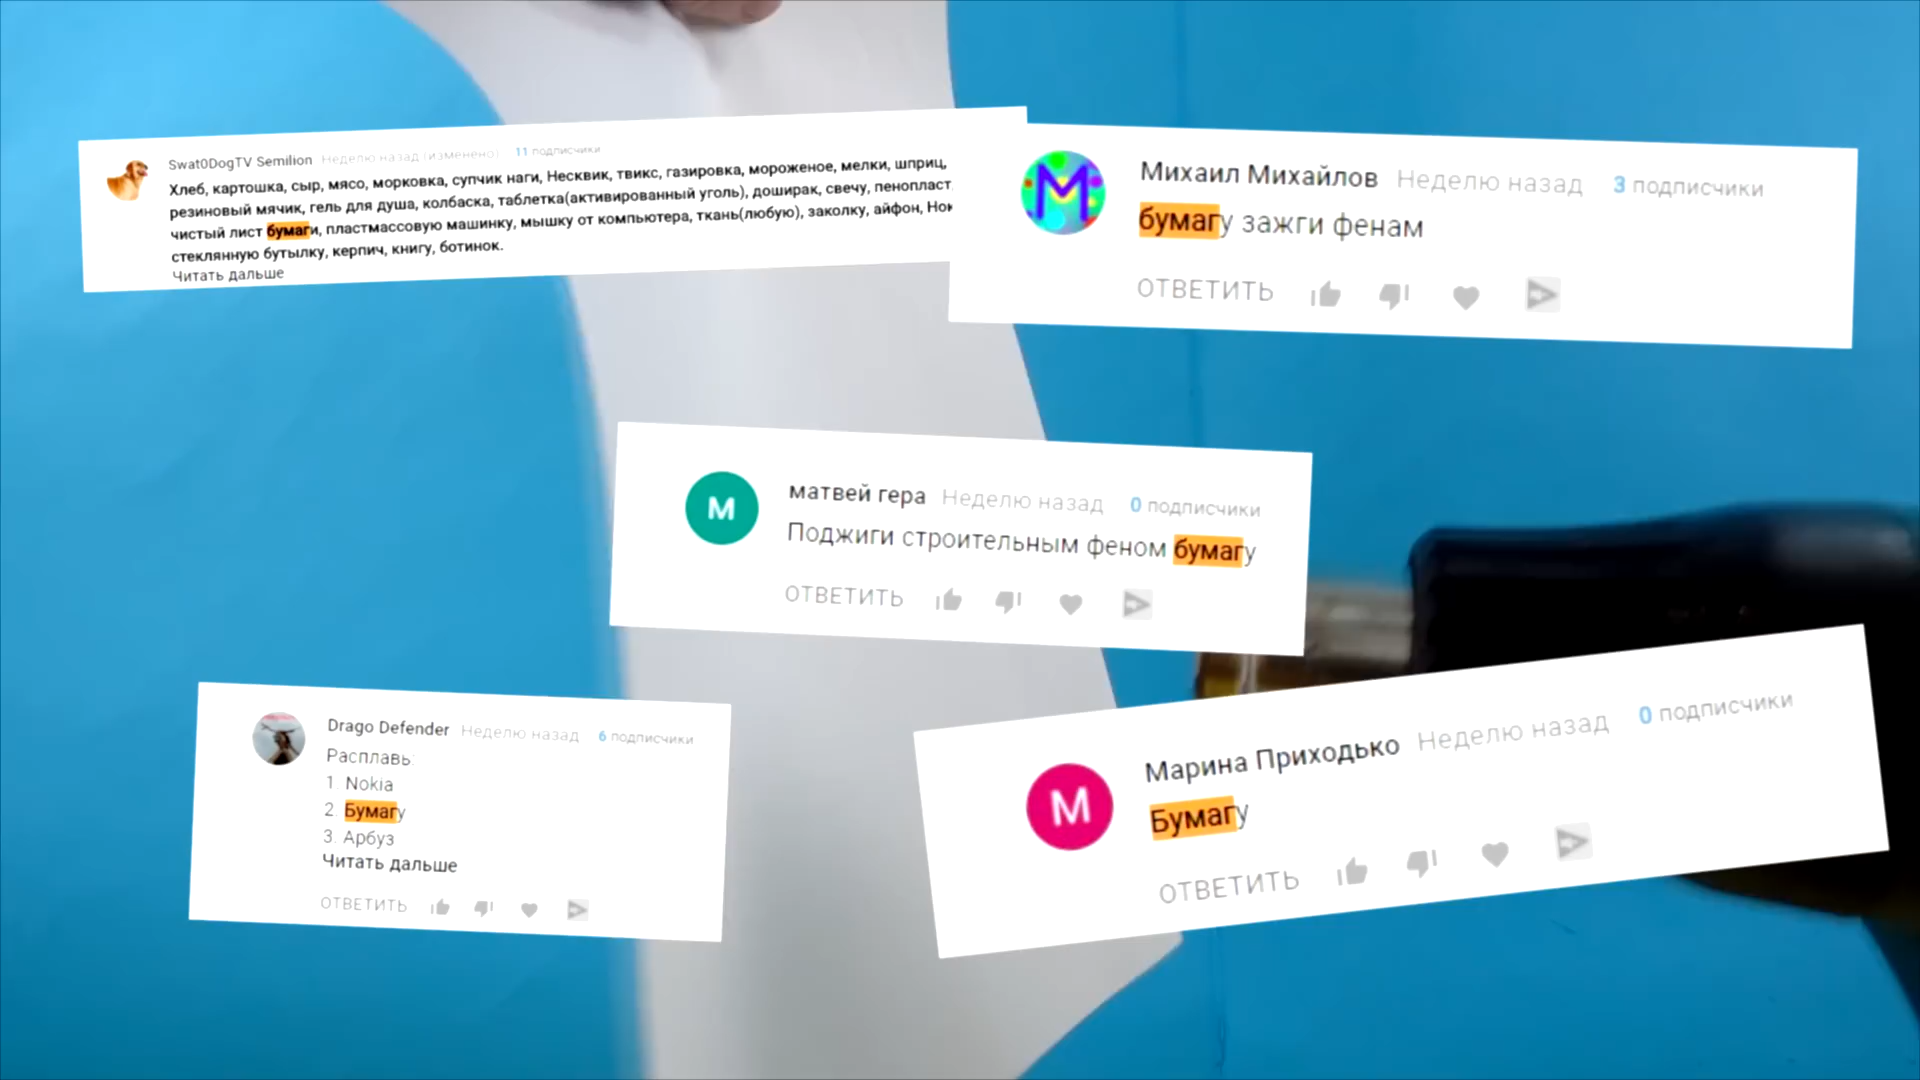 Swat0DogTV Semilion Неделю назад (изменено) 11 подписчики
Хлеб, картошка, сыр, мясо, морковка, супчик наги, Несквик, твикс, газировка, мороженое, мелки, шприц,
резиновый мячик, гель для душа, колбаска, таблетка(активированный уголь), доширак, свечу, пенопласт,
чистый лист бумаги, пластмассовую машинку, мышку от компьютера, ткань(любую), заколку, айфон,
стеклянную бутылку, керпич, книгу, ботинок.
Читать дальше
Михаил Михайлов Неделю назад 3 подписчики
бумагу зажги фенам
ОТВЕТИТЬ
M
матвей гера Неделю назад 0 подписчики
Поджиги строительным феном бумагу
ОТВЕТИТЬ
Drago Defender Неделю назад 6 подписчики
Расплавь:
1. Nokia
2. Бумагу
3. Арбуз
Читать дальше
ОТВЕТИТЬ
M
Марина Приходько Неделю назад 0 подписчики
Бумагу
ОТВЕТИТЬ